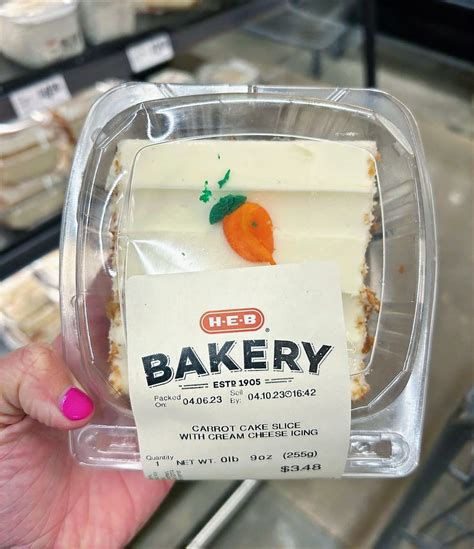 H-E-B
BAKERY
ESTD 1905
Packed On: 04.06.23 Sell By: 04.10.23 16:42
CARROT CAKE SLICE
WITH CREAM CHEESE ICING
Quantity
1 NET WT. 0lb 9oz (255g)
$3.48